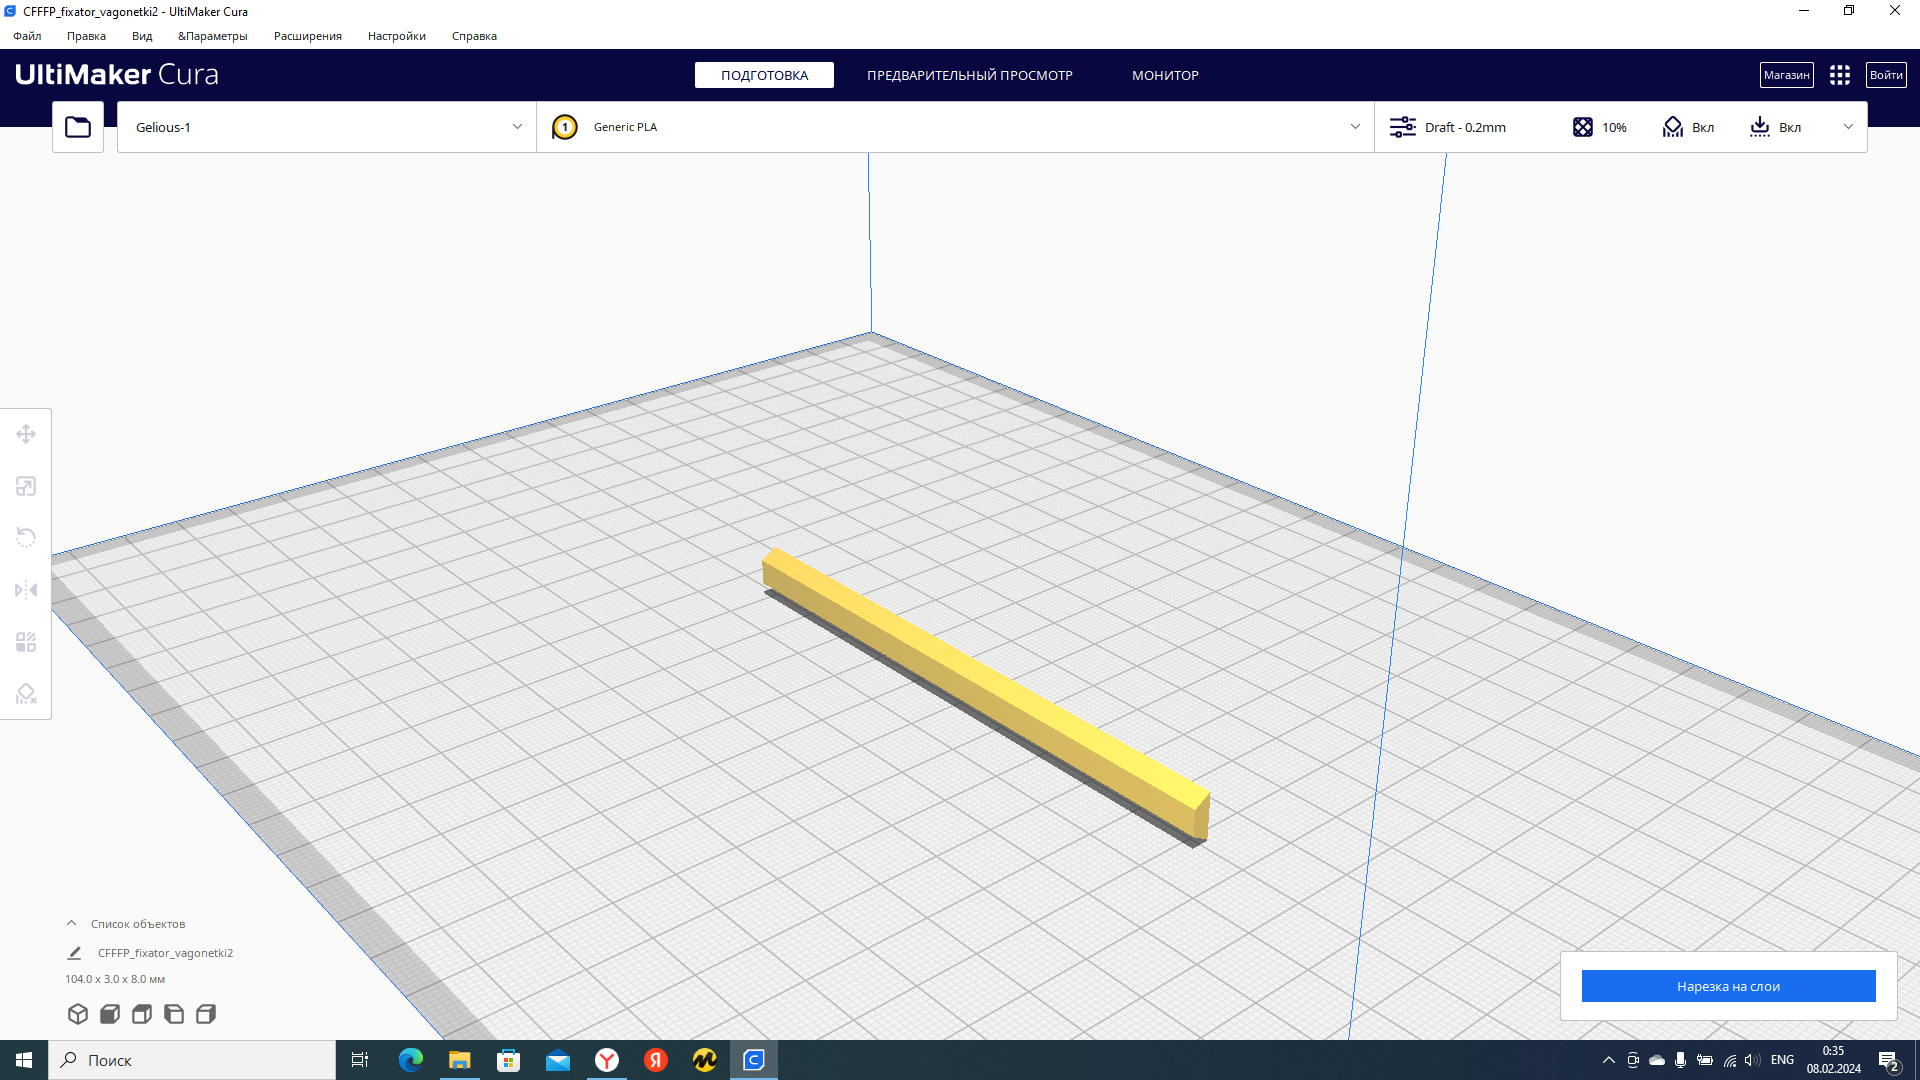 CFFFP_fixator_vagonetki2 - UltiMaker Cura
Файл Правка Вид &Параметры Расширения Настройки Справка
UltiMaker Cura
ПОДГОТОВКА ПРЕДВАРИТЕЛЬНЫЙ ПРОСМОТР МОНИТОР
Магазин Войти
Gelious-1 1 Generic PLA Draft - 0.2mm 10% Вкл Вкл
Список объектов
CFFFP_fixator_vagonetki2
104.0 x 3.0 x 8.0 мм
Нарезка на слои
Поиск
ENG
0:35
08.02.2024
2